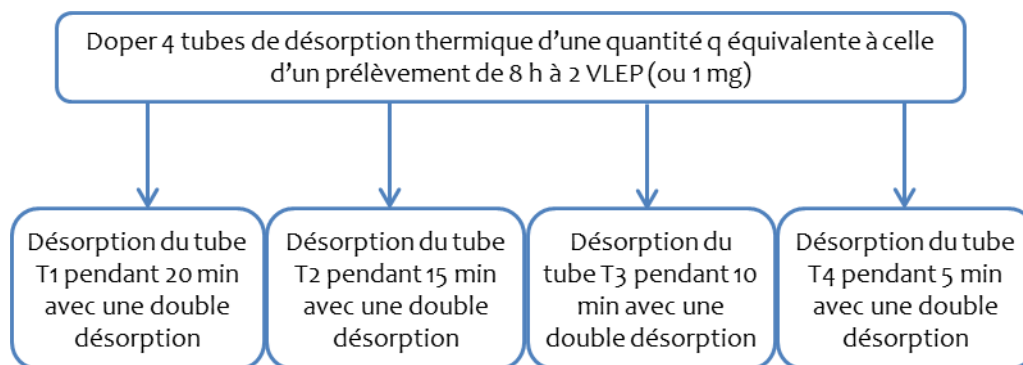 Doper 4 tubes de désorption thermique d’une quantité q équivalente à celle
d’un prélèvement de 8 h à 2 VLEP (ou 1 mg)
Désorption du tube
T1 pendant 20 min
avec une double
désorption
Désorption du tube
T2 pendant 15 min
avec une double
désorption
Désorption du
tube T3 pendant 10
min avec une
double désorption
Désorption du tube
T4 pendant 5 min
avec une double
désorption